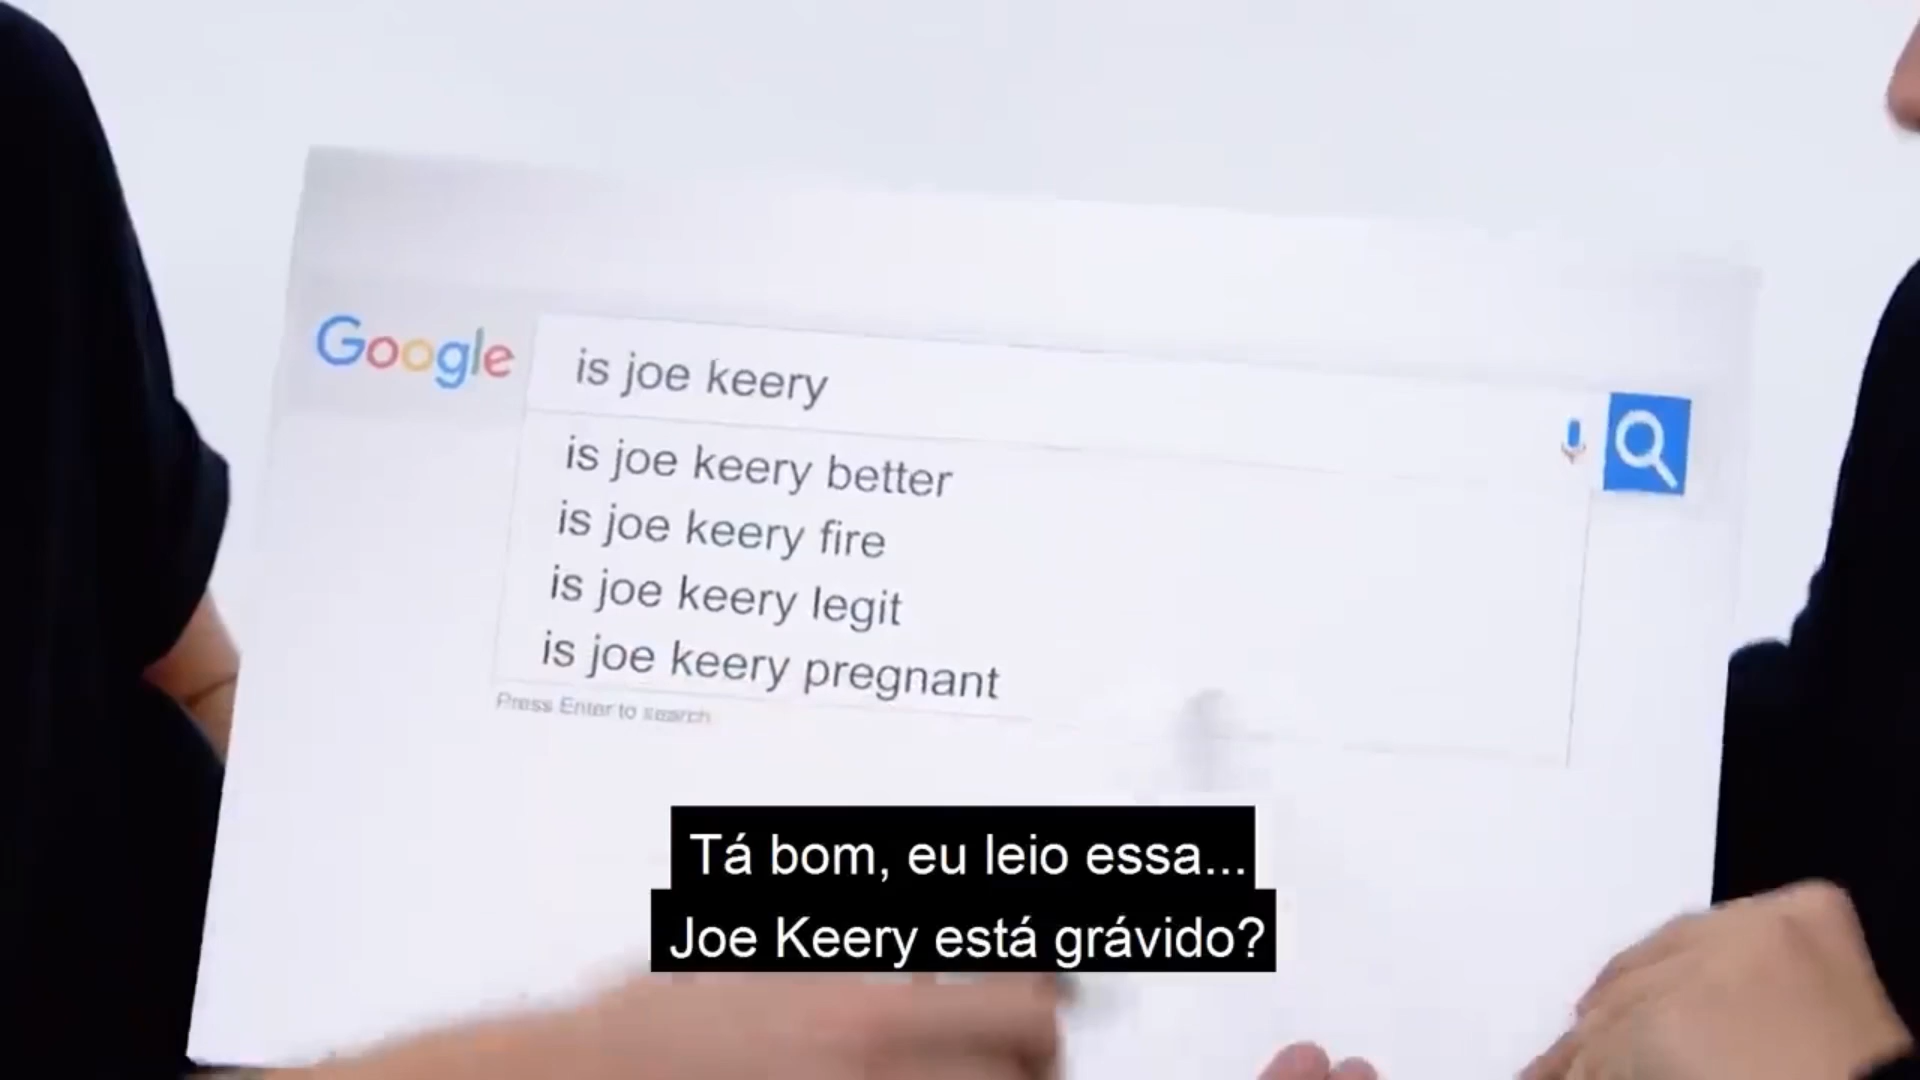 Google
is joe keery
is joe keery better
is joe keery fire
is joe keery legit
is joe keery pregnant
Press Enter to search
Tá bom, eu leio essa...
Joe Keery está grávido?